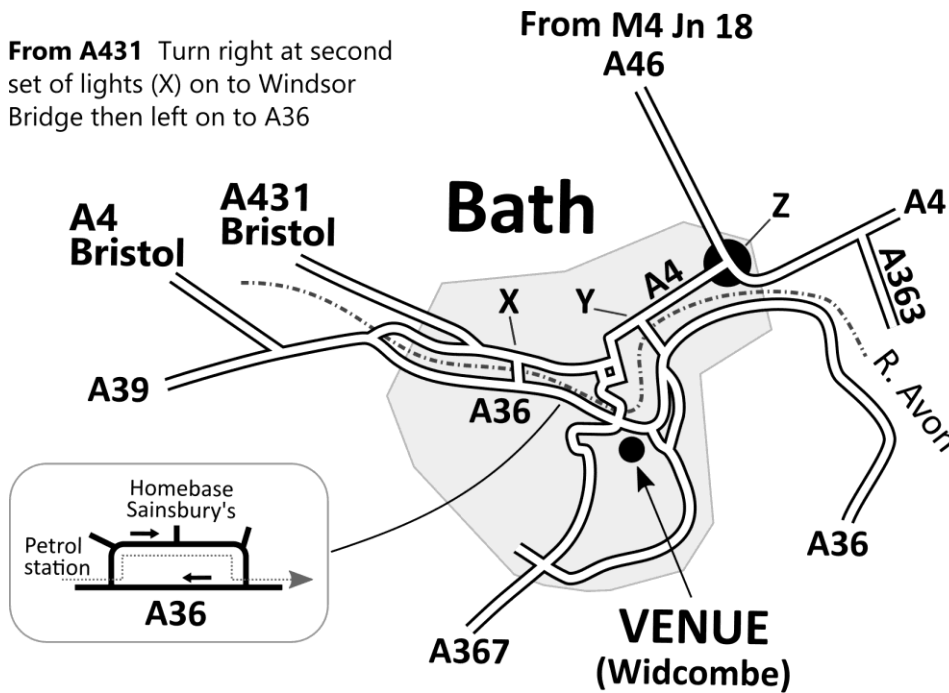 From M4 Jn 18
A46
From A431 Turn right at second
set of lights (X) on to Windsor
Bridge then left on to A36
Bath
A431
Bristol
A4
Bristol
Z
A4
A4
A363
X
Y
R. Avon
A39
A36
A36
Homebase
Sainsbury's
Petrol
station
A36
VENUE
(Widcombe)
A367